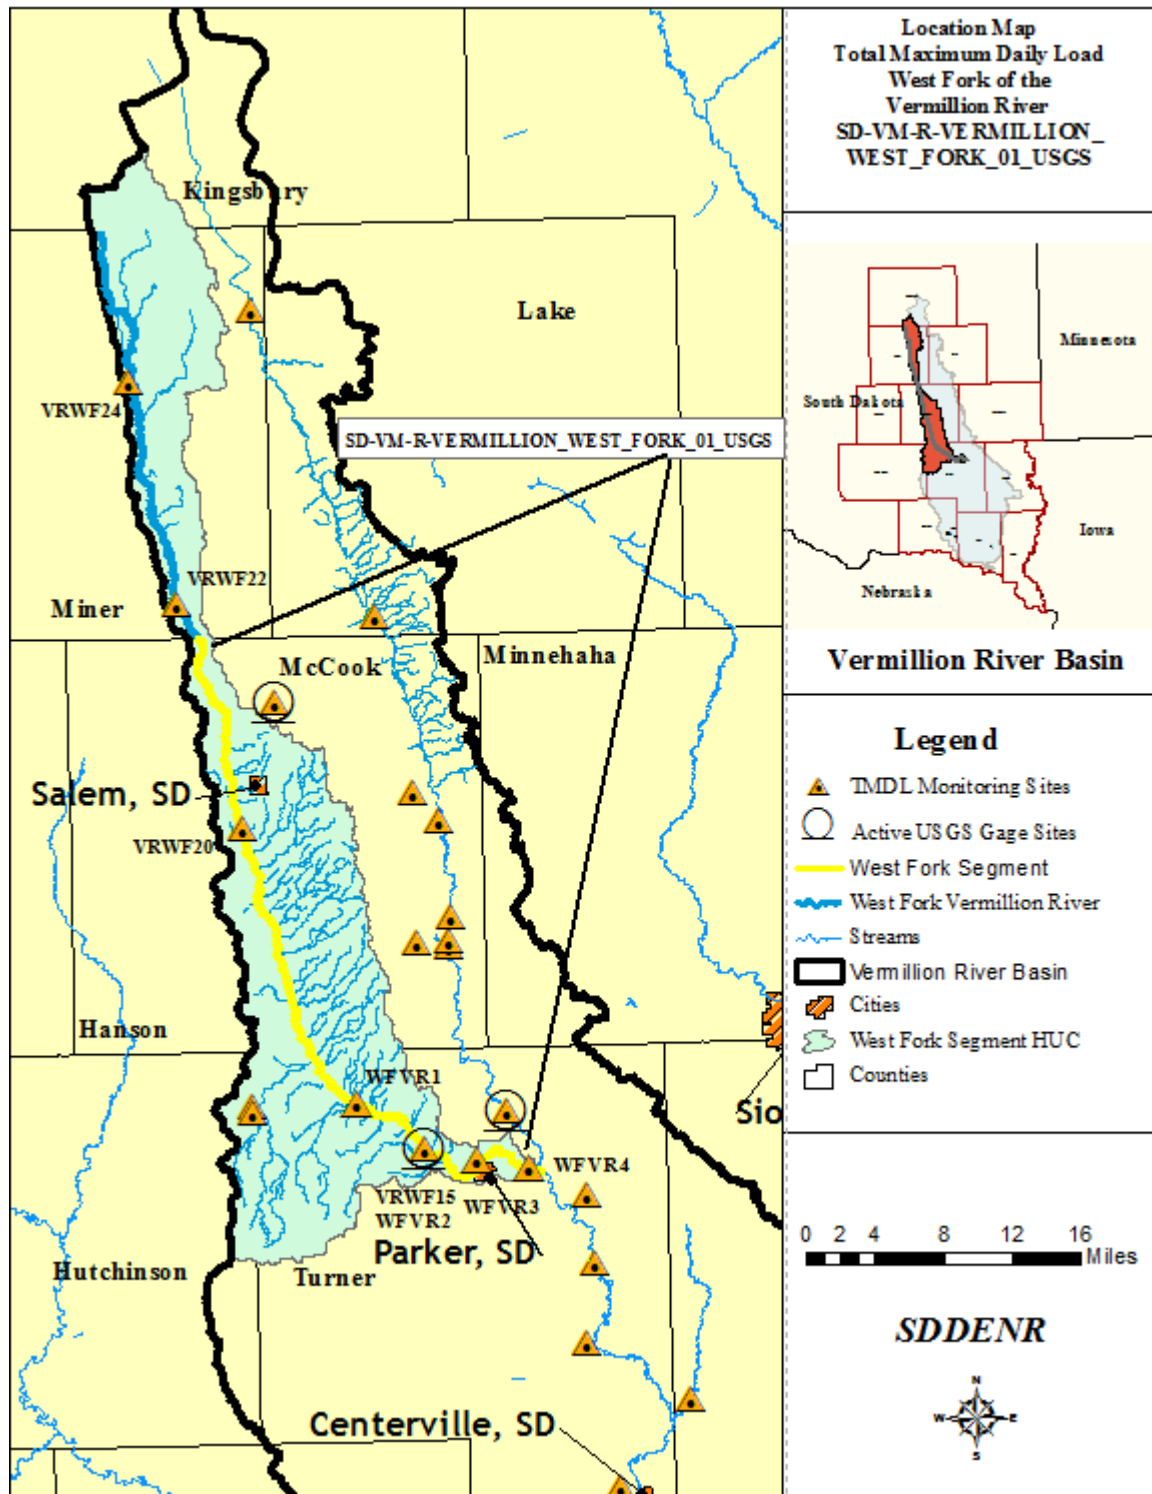 Location Map
Total Maximum Daily Load
West Fork of the
Vermillion River
SD-VM-R-VERMILLION_
WEST_FORK_01_USGS
Kingsbury
Lake
VRWF24
SD-VM-R-VERMILLION_WEST_FORK_01_USGS
VRWF22
Miner
McCook
Minnehaha
Salem, SD
VRWF20
Hanson
WFVR1
Sio
WFVR4
VRWF15
WFVR3
WFVR2
Parker, SD
Hutchinson
Turner
Centerville, SD
Minnesota
South Dakota
Iowa
Nebraska
Vermillion River Basin
Legend
TMDL Monitoring Sites
Active USGS Gage Sites
West Fork Segment
West Fork Vermillion River
Streams
Vermillion River Basin
Cities
West Fork Segment HUC
Counties
0 2 4 8 12 16
Miles
SDDENR
N
W E
S